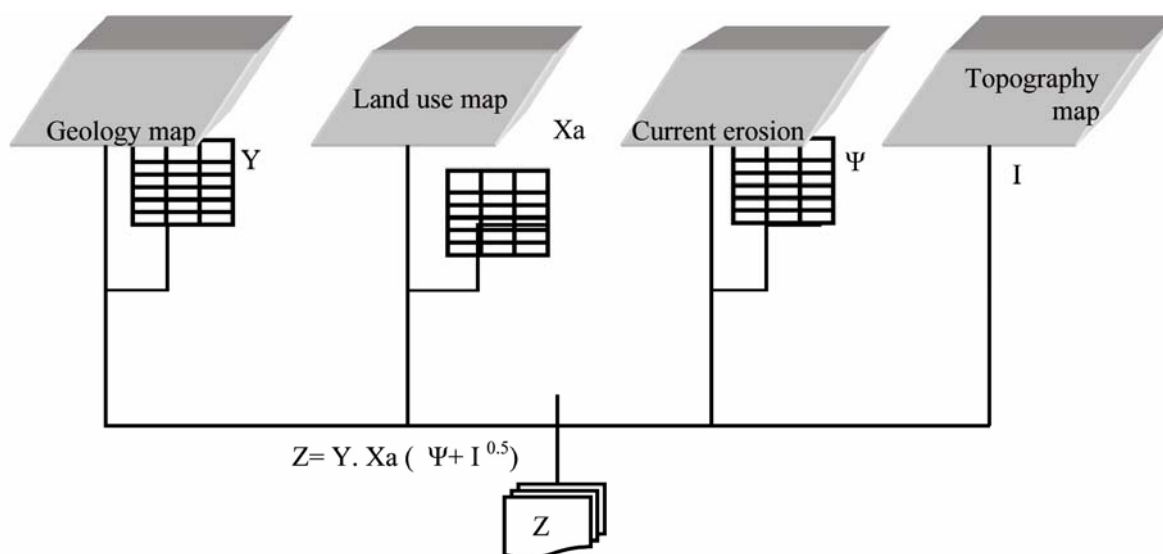 Geology map
Y
Land use map
Xa
Current erosion
Ψ
Topography
map
I
Z= Y. Xa ( Ψ+ I 0.5)
Z